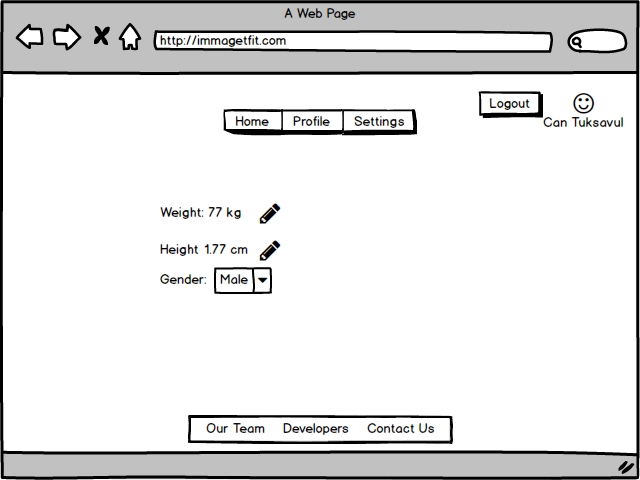 A Web Page
http://immagetfit.com
Logout
Can Tuksavul
Home Profile Settings
Weight: 77 kg
Height 1.77 cm
Gender: Male
Our Team Developers Contact Us